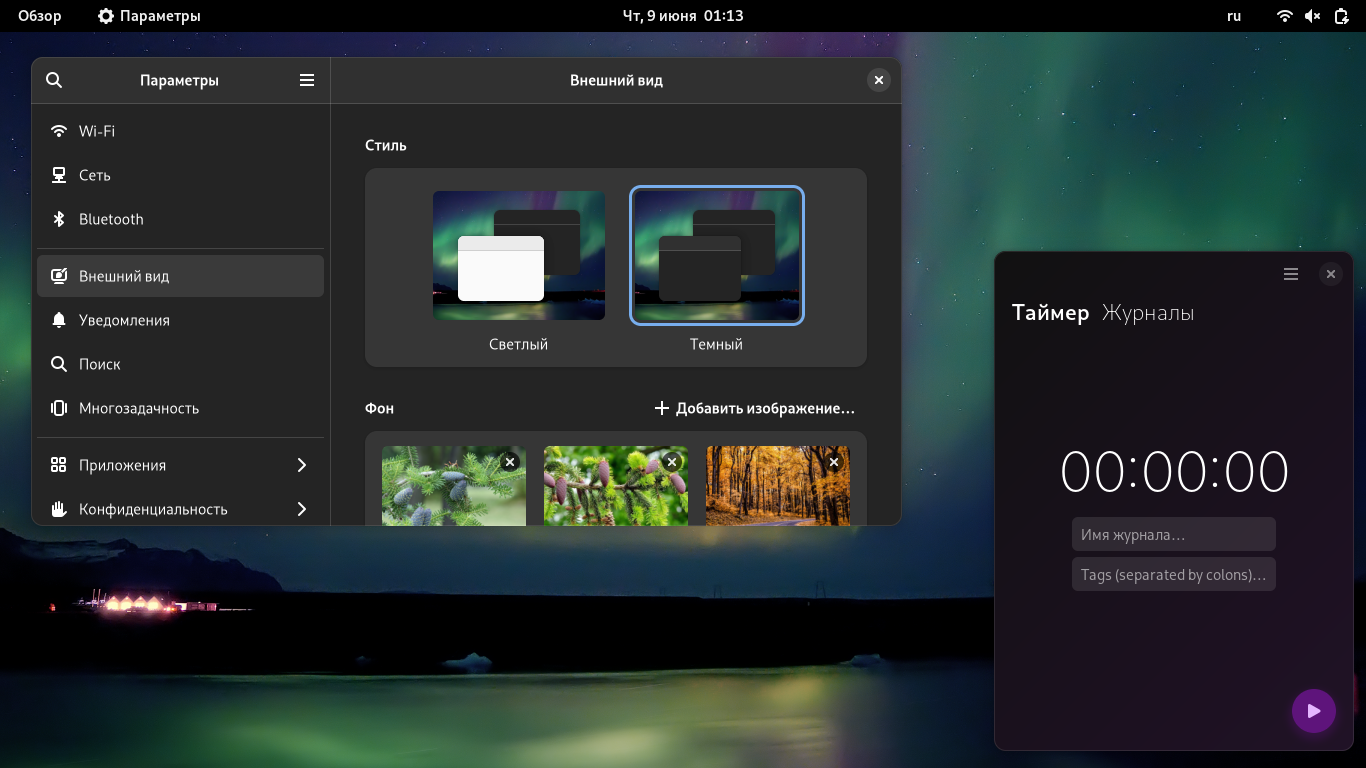 Обзор
Параметры
Чт, 9 июня 01:13
ru
Параметры
Внешний вид
Wi-Fi
Сеть
Bluetooth
Внешний вид
Уведомления
Поиск
Многозадачность
Приложения
Конфиденциальность
Стиль
Светлый
Темный
Фон
Добавить изображение…
Таймер
Журналы
00:00:00
Имя журнала…
Tags (separated by colons)…